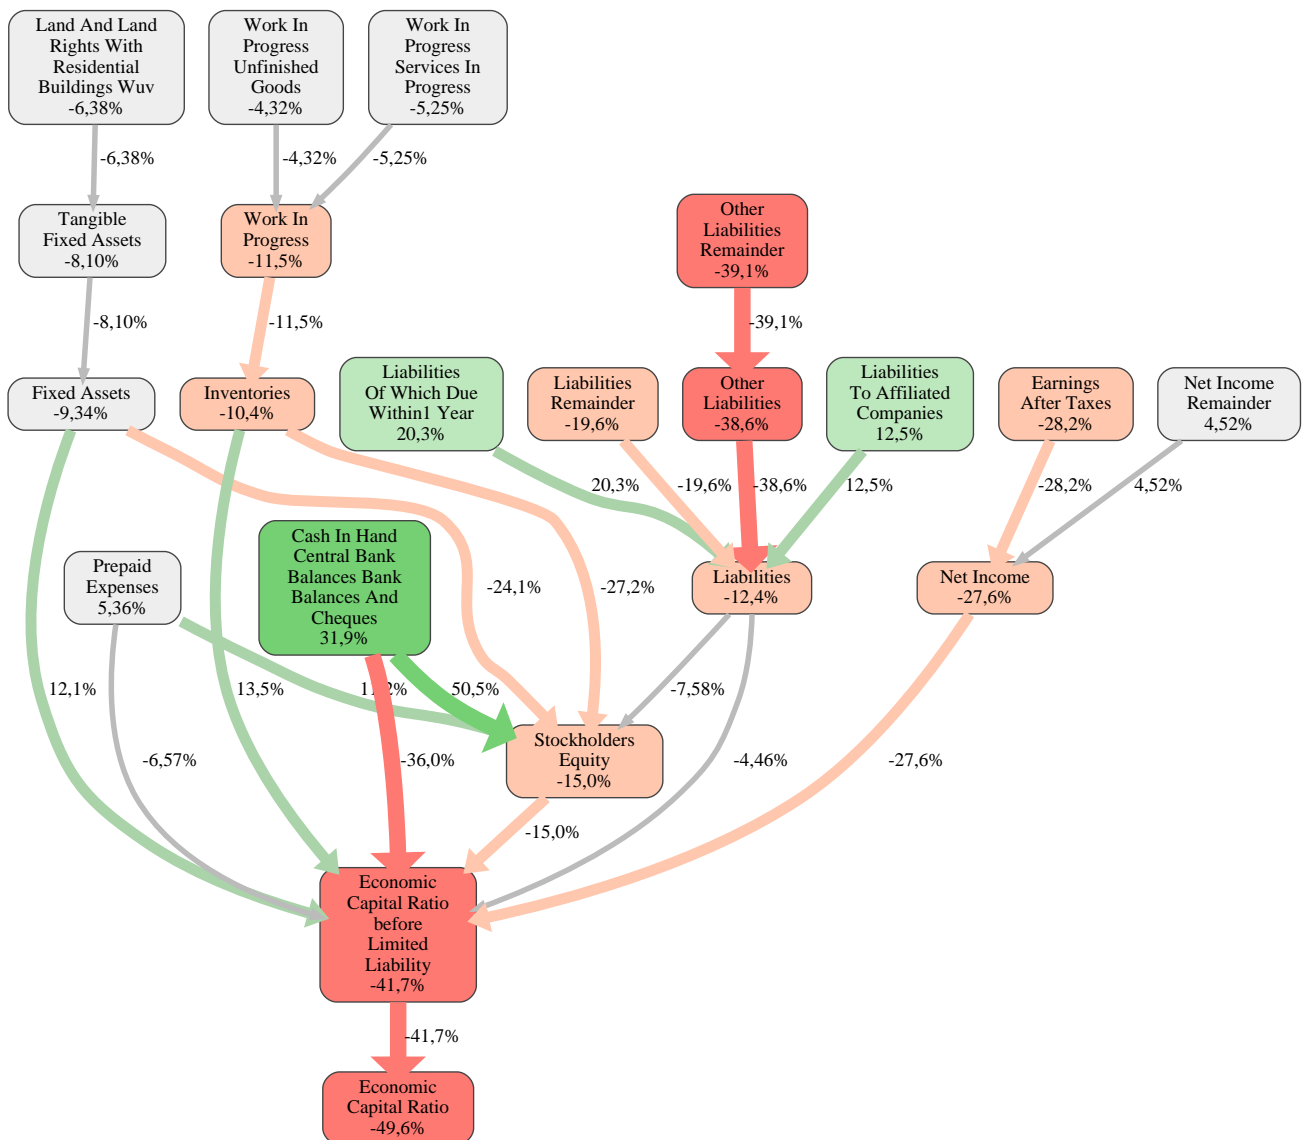 Land And Land
Rights With
Residential
Buildings Wuv
-6,38%
Work In
Progress
Unfinished
Goods
-4,32%
Work In
Progress
Services In
Progress
-5,25%
-6,38%
-4,32%
-5,25%
Tangible
Fixed Assets
-8,10%
Work In
Progress
-11,5%
Other
Liabilities
Remainder
-39,1%
-8,10%
-11,5%
-39,1%
Fixed Assets
-9,34%
Inventories
-10,4%
Liabilities
Of Which Due
Within1 Year
20,3%
Liabilities
Remainder
-19,6%
Other
Liabilities
-38,6%
Liabilities
To Affiliated
Companies
12,5%
Earnings
After Taxes
-28,2%
Net Income
Remainder
4,52%
20,3%
-19,6%
-38,6%
12,5%
-28,2%
4,52%
Prepaid
Expenses
5,36%
Cash In Hand
Central Bank
Balances Bank
Balances And
Cheques
31,9%
-24,1%
-27,2%
Liabilities
-12,4%
Net Income
-27,6%
12,1%
13,5%
11,2%
50,5%
-7,58%
-6,57%
-36,0%
Stockholders
Equity
-15,0%
-4,46%
-27,6%
-15,0%
Economic
Capital Ratio
before
Limited
Liability
-41,7%
-41,7%
Economic
Capital Ratio
-49,6%